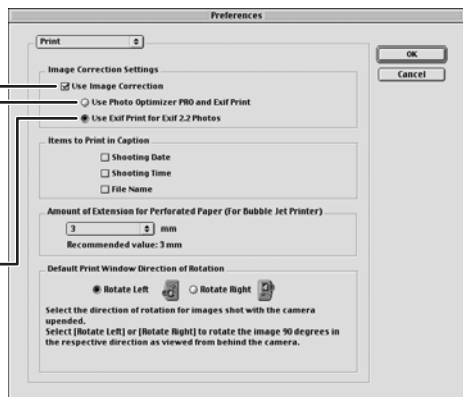 Preferences
Print
OK
Cancel
Image Correction Settings
Use Image Correction
Use Photo Optimizer PRO and Exif Print
Use Exif Print for Exif 2.2 Photos
Items to Print in Caption
Shooting Date
Shooting Time
File Name
Amount of Extension for Perforated Paper (For Bubble Jet Printer)
3 mm
Recommended value: 3 mm
Default Print Window Direction of Rotation
Rotate Left Rotate Right
Select the direction of rotation for images shot with the camera
upended.
Select [Rotate Left] or [Rotate Right] to rotate the image 90 degrees in
the respective direction as viewed from behind the camera.